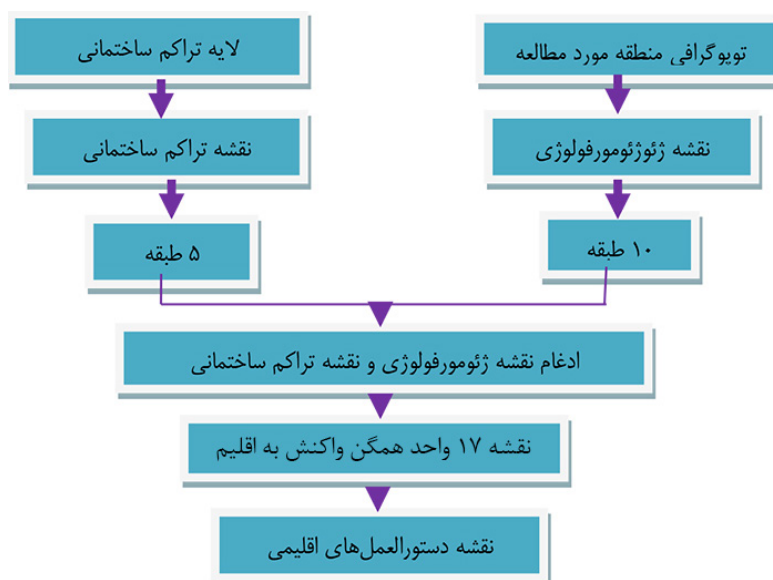 توپوگرافی منطقه مورد مطالعه
نقشه ژئوژئومورفولوژی
۱۰ طبقه
لایه تراکم ساختمانی
نقشه تراکم ساختمانی
۵ طبقه
ادغام نقشه ژئومورفولوژی و نقشه تراکم ساختمانی
نقشه ۱۷ واحد همگن واکنش به اقلیم
نقشه دستورالعمل‌های اقلیمی